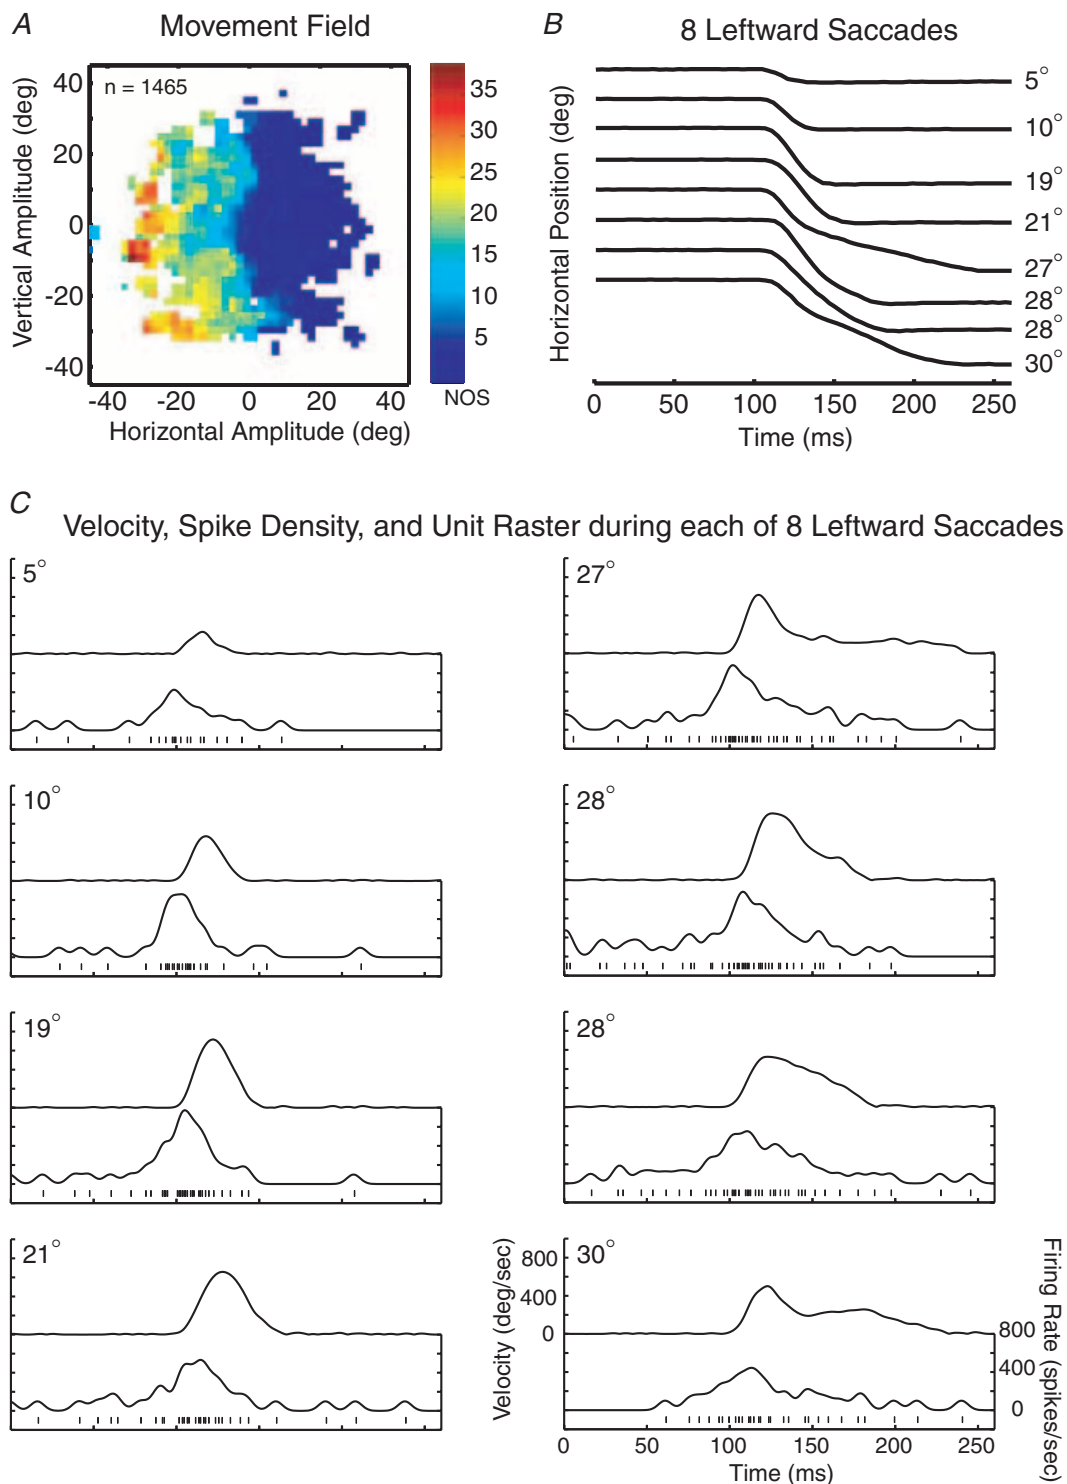 A
Movement Field
n = 1465
Vertical Amplitude (deg)
40
20
0
-20
-40
-40 -20 0 20 40
Horizontal Amplitude (deg)
35
30
25
20
15
10
5
NOS
B
8 Leftward Saccades
Horizontal Position (deg)
5°
10°
19°
21°
27°
28°
28°
30°
0 50 100 150 200 250
Time (ms)
C
Velocity, Spike Density, and Unit Raster during each of 8 Leftward Saccades
5°
10°
19°
21°
27°
28°
28°
30°
Velocity (deg/sec)
800
400
0
Firing Rate (spikes/sec)
800
400
0
0 50 100 150 200 250
Time (ms)